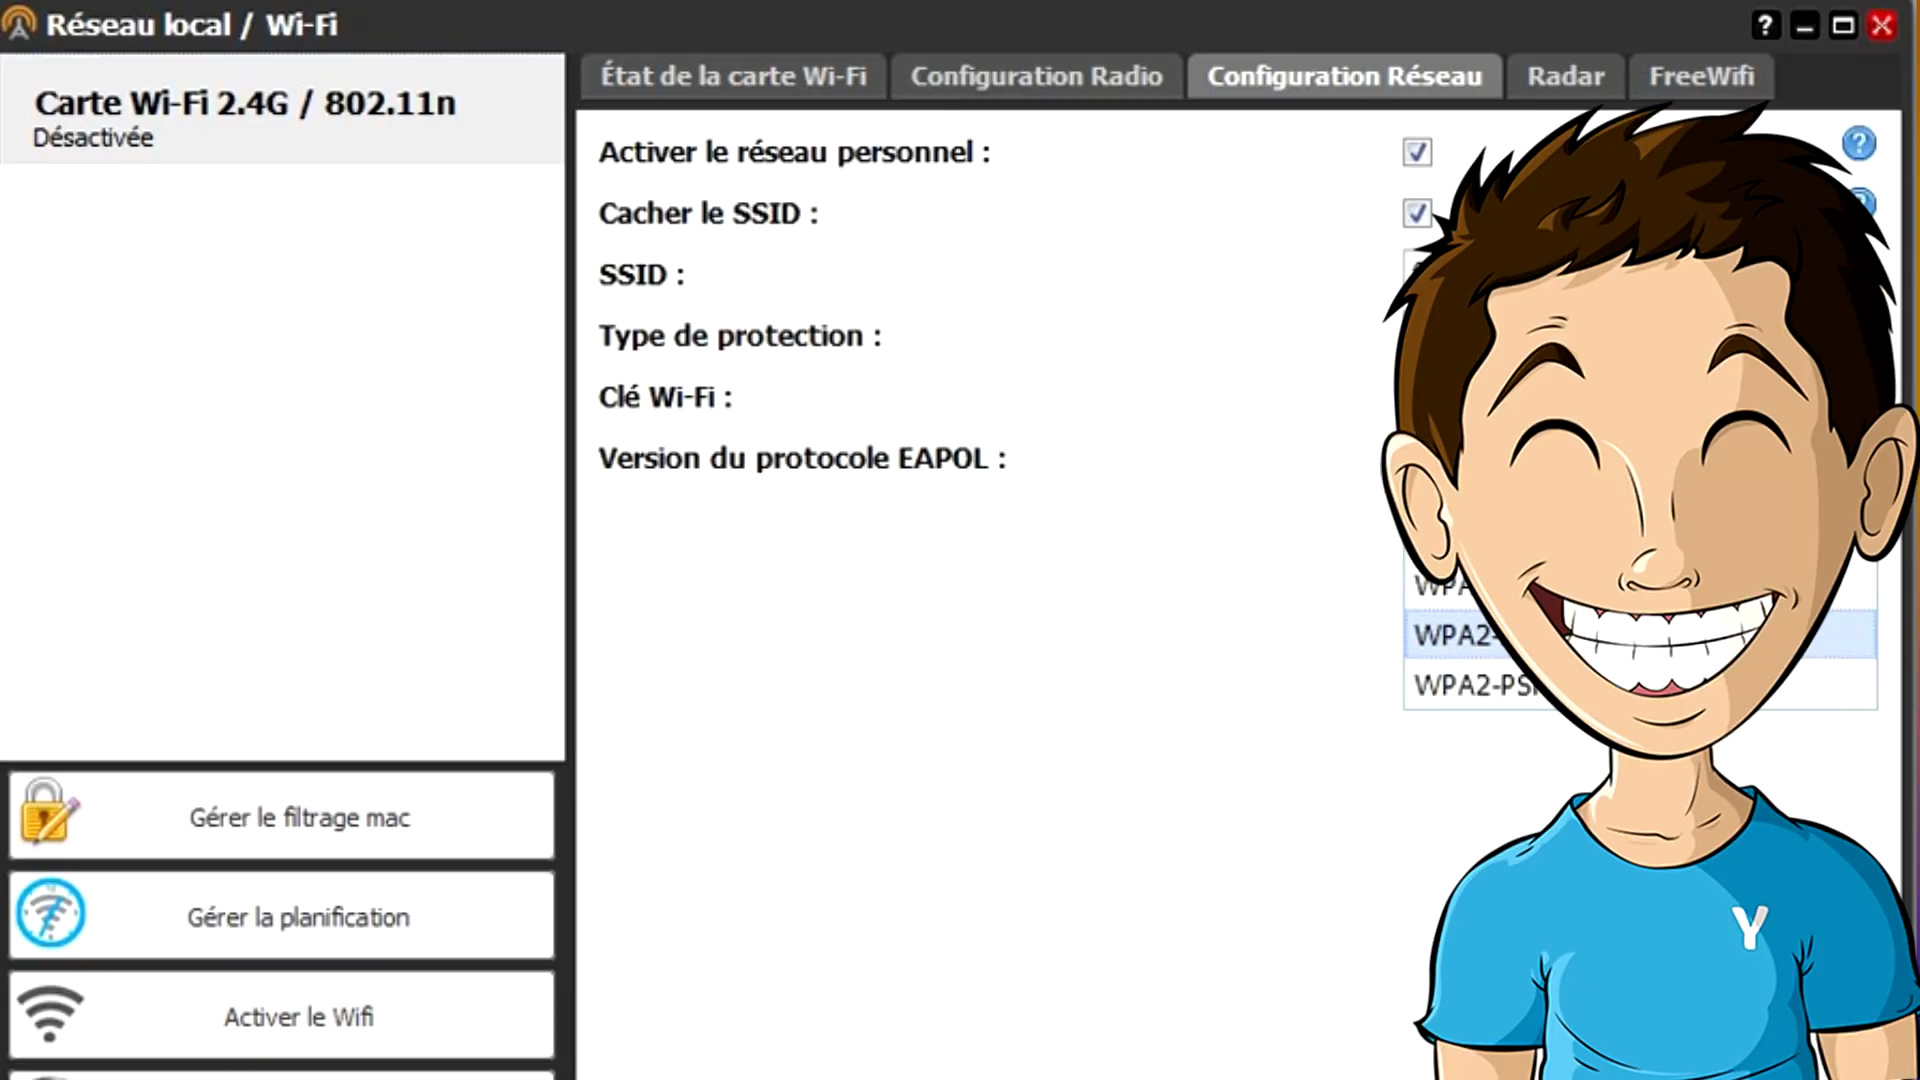 Réseau local / Wi-Fi
?
Carte Wi-Fi 2.4G / 802.11n
Désactivée
État de la carte Wi-Fi
Configuration Radio
Configuration Réseau
Radar
FreeWifi
Activer le réseau personnel :
?
Cacher le SSID :
SSID :
Type de protection :
Clé Wi-Fi :
Version du protocole EAPOL :
WPA2-
WPA2-PS
Gérer le filtrage mac
Gérer la planification
Activer le Wifi
Y